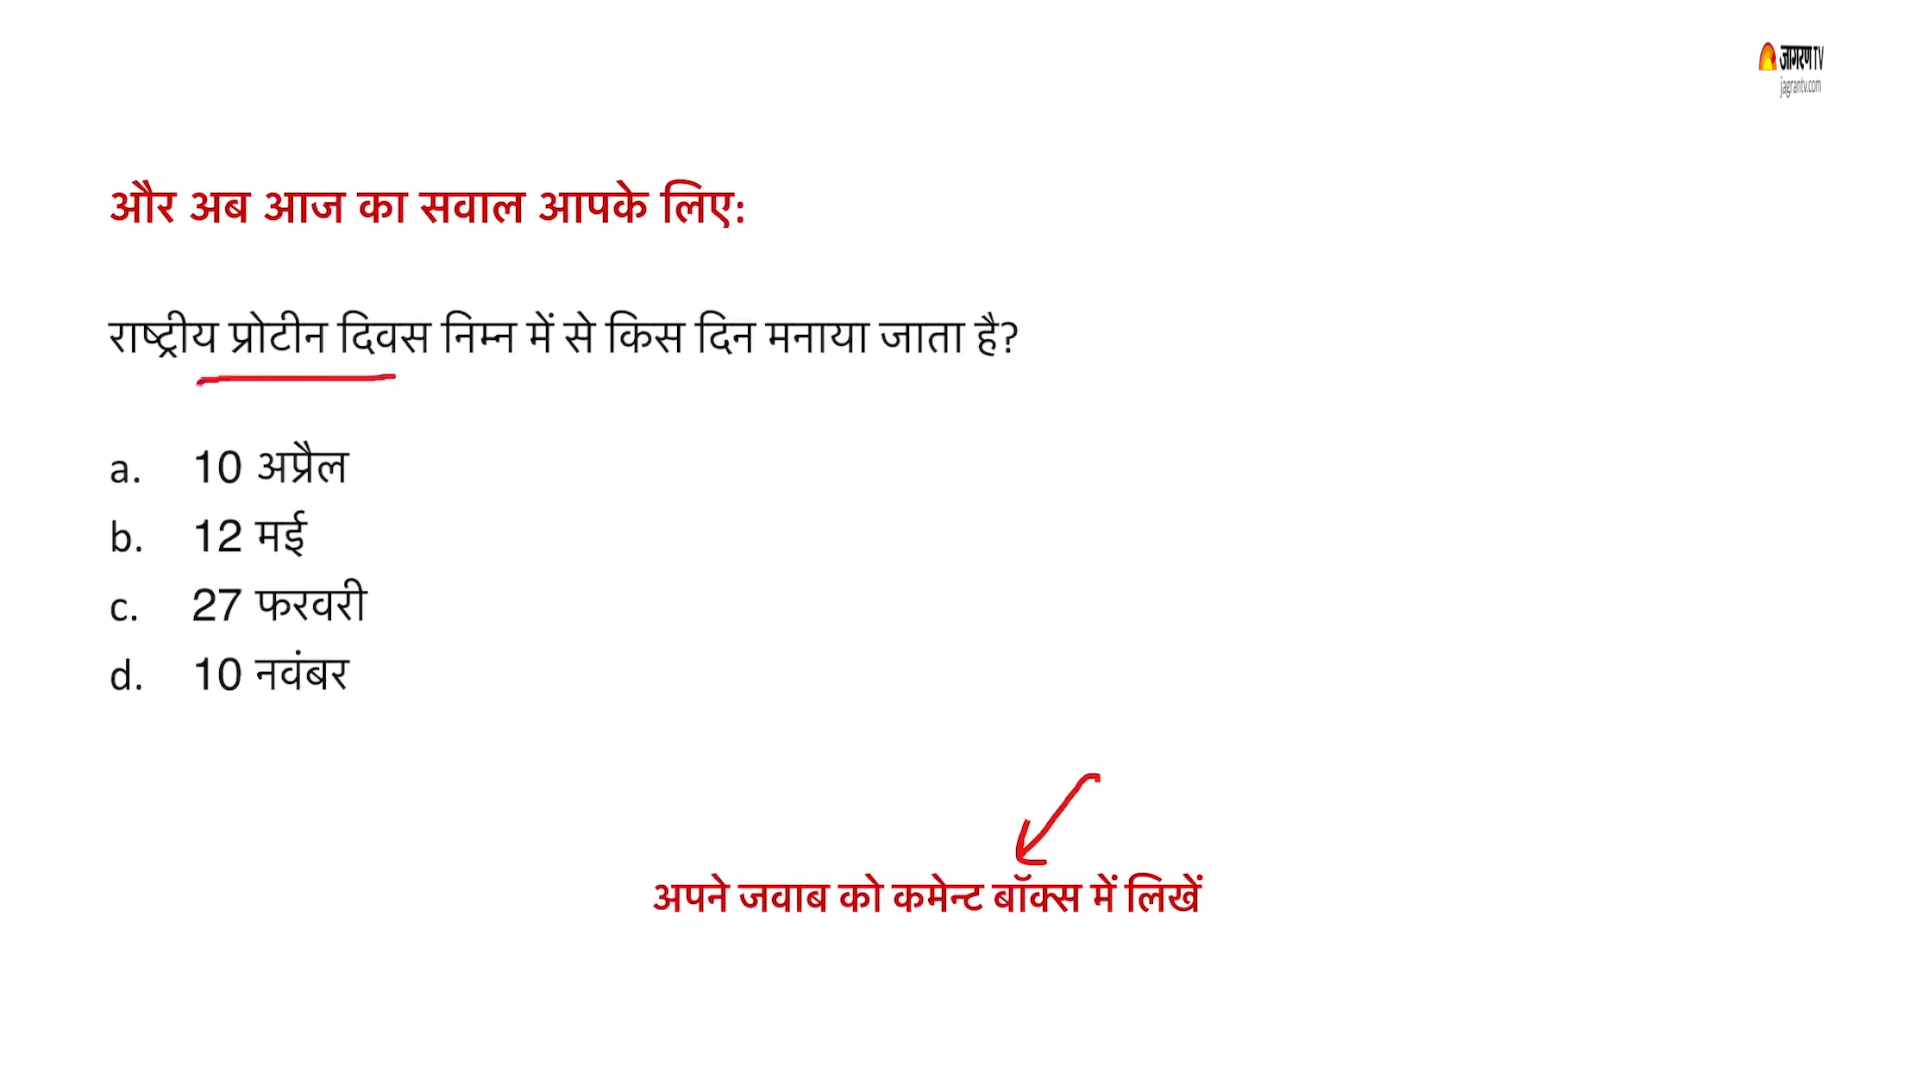 जागरण TV
jagrantv.com
और अब आज का सवाल आपके लिए:
राष्ट्रीय प्रोटीन दिवस निम्न में से किस दिन मनाया जाता है?
a. 10 अप्रैल
b. 12 मई
c. 27 फरवरी
d. 10 नवंबर
अपने जवाब को कमेन्ट बॉक्स में लिखें